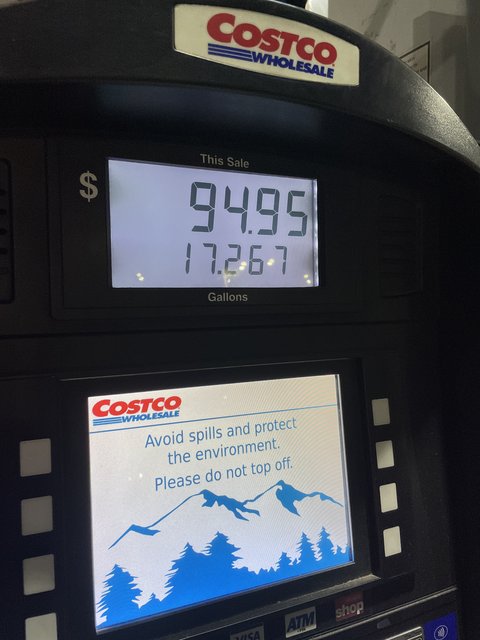 COSTCO
WHOLESALE
This Sale
$ 94.95
17.267
Gallons
COSTCO
WHOLESALE
Avoid spills and protect
the environment.
Please do not top off.
VISA ATM shop